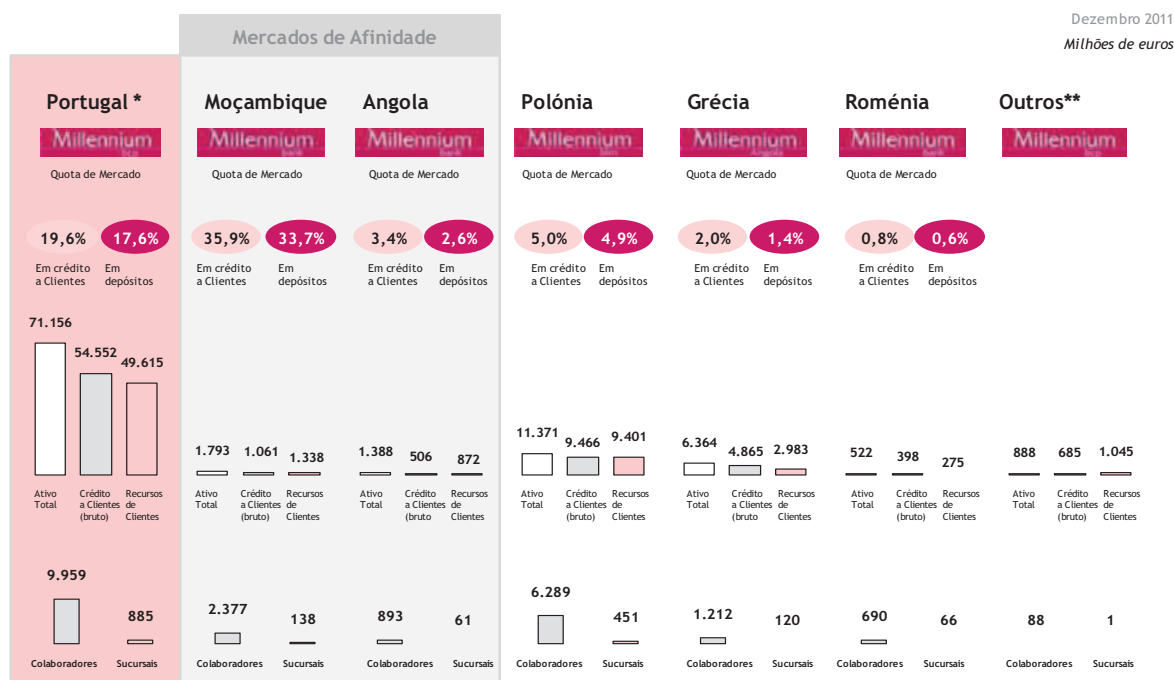 Dezembro 2011
Milhões de euros
Mercados de Afinidade
Portugal *
Moçambique
Angola
Polónia
Grécia
Roménia
Outros**
Millennium
bcp
Millennium
bank
Millennium
bank
Millennium
bim
Millennium
Angola
Millennium
bank
Millennium
bcp
Quota de Mercado
Quota de Mercado
Quota de Mercado
Quota de Mercado
Quota de Mercado
Quota de Mercado
19,6% 17,6%
35,9% 33,7%
3,4% 2,6%
5,0% 4,9%
2,0% 1,4%
0,8% 0,6%
Em crédito Em
a Clientes depósitos
Em crédito Em
a Clientes depósitos
Em crédito Em
a Clientes depósitos
Em crédito Em
a Clientes depósitos
Em crédito Em
a Clientes depósitos
Em crédito Em
a Clientes depósitos
71.156
54.552
49.615
1.793 1.061 1.338
1.388 506 872
11.371 9.466 9.401
6.364 4.865 2.983
522 398 275
888 685 1.045
Ativo Crédito Recursos
Total a Clientes de
(bruto) Clientes
Ativo Crédito Recursos
Total a Clientes de
(bruto) Clientes
Ativo Crédito Recursos
Total a Clientes de
(bruto Clientes
Ativo Crédito Recursos
Total a Clientes de
(bruto) Clientes
Ativo Crédito Recursos
Total a Clientes de
(bruto Clientes
Ativo Crédito Recursos
Total a Clientes de
(bruto) Clientes
Ativo Crédito Recursos
Total a Clientes de
(bruto) Clientes
9.959 885
2.377 138
893 61
6.289 451
1.212 120
690 66
88 1
Colaboradores Sucursais
Colaboradores Sucursais
Colaboradores Sucursais
Colaboradores Sucursais
Colaboradores Sucursais
Colaboradores Sucursais
Colaboradores Sucursais